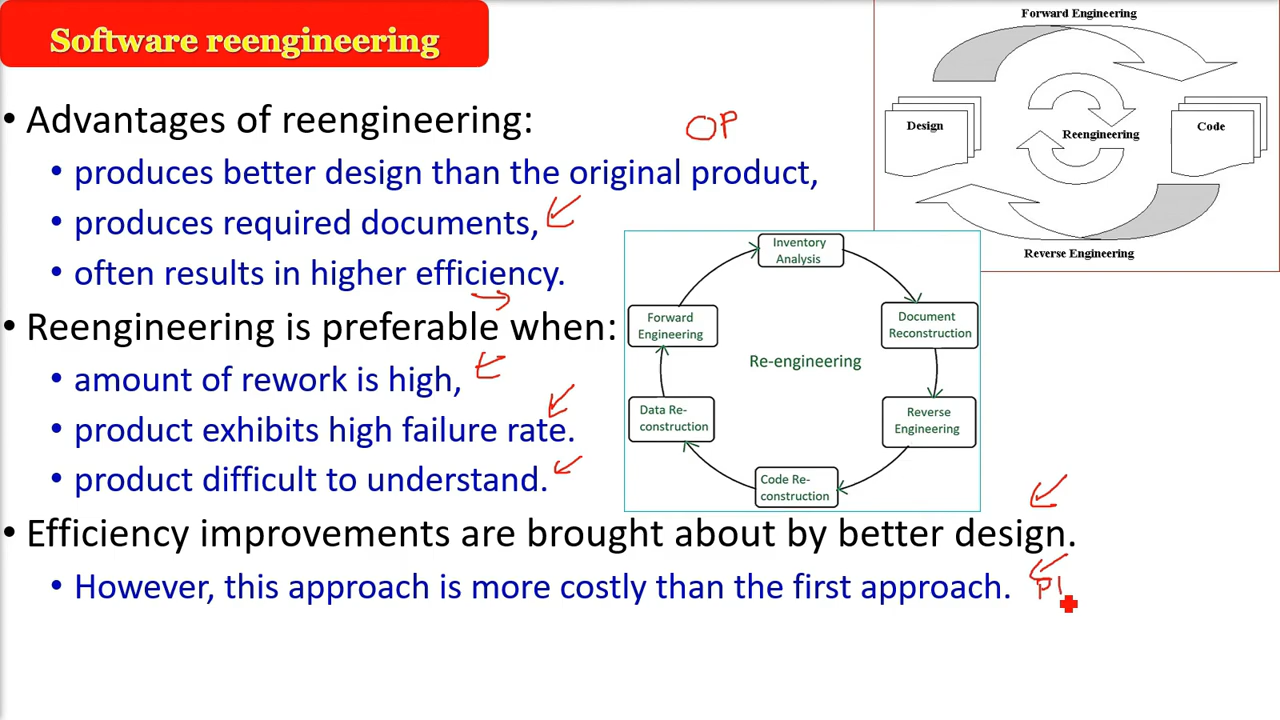 Software reengineering
• Advantages of reengineering:
OP
• produces better design than the original product,
• produces required documents,
• often results in higher efficiency.
• Reengineering is preferable when:
• amount of rework is high,
• product exhibits high failure rate.
• product difficult to understand.
• Efficiency improvements are brought about by better design.
• However, this approach is more costly than the first approach.
Forward Engineering
Design
Reengineering
Code
Reverse Engineering
Inventory
Analysis
Document
Reconstruction
Reverse
Engineering
Code Re-
construction
Data Re-
construction
Forward
Engineering
Re-engineering